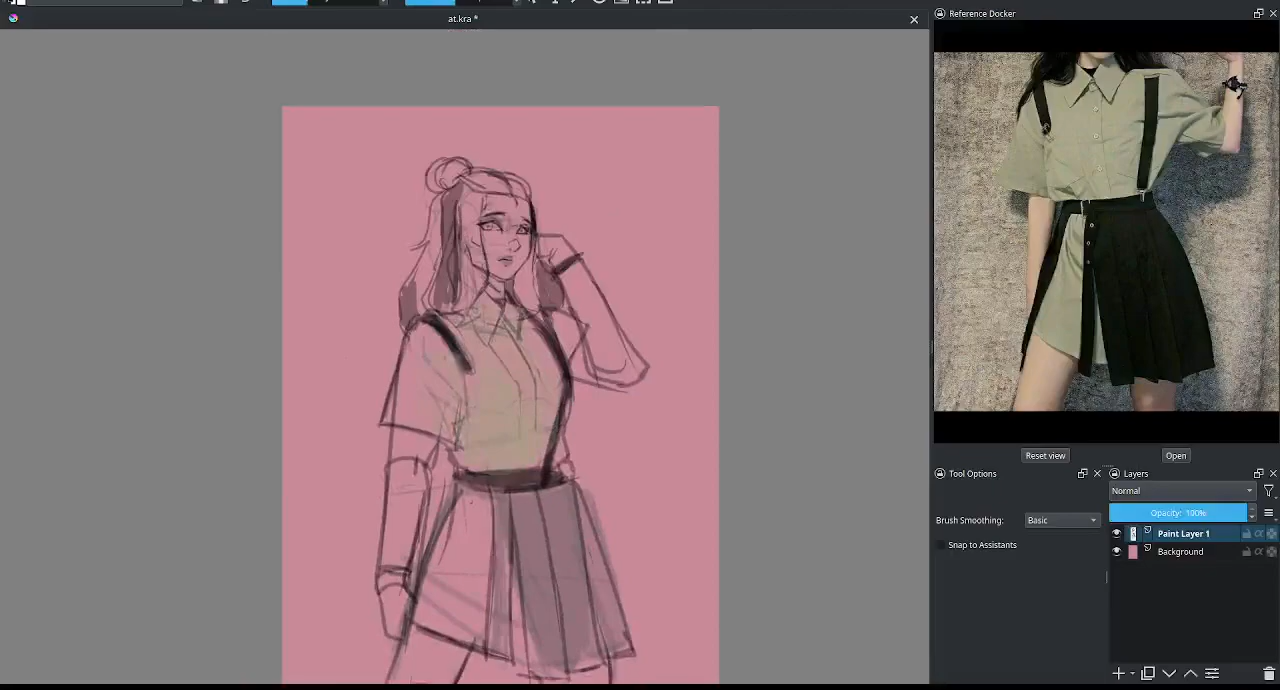 at.kra *
Reference Docker
Reset view
Open
Tool Options
Layers
Normal
Brush Smoothing:
Basic
Opacity: 100%
Snap to Assistants
Paint Layer 1
Background